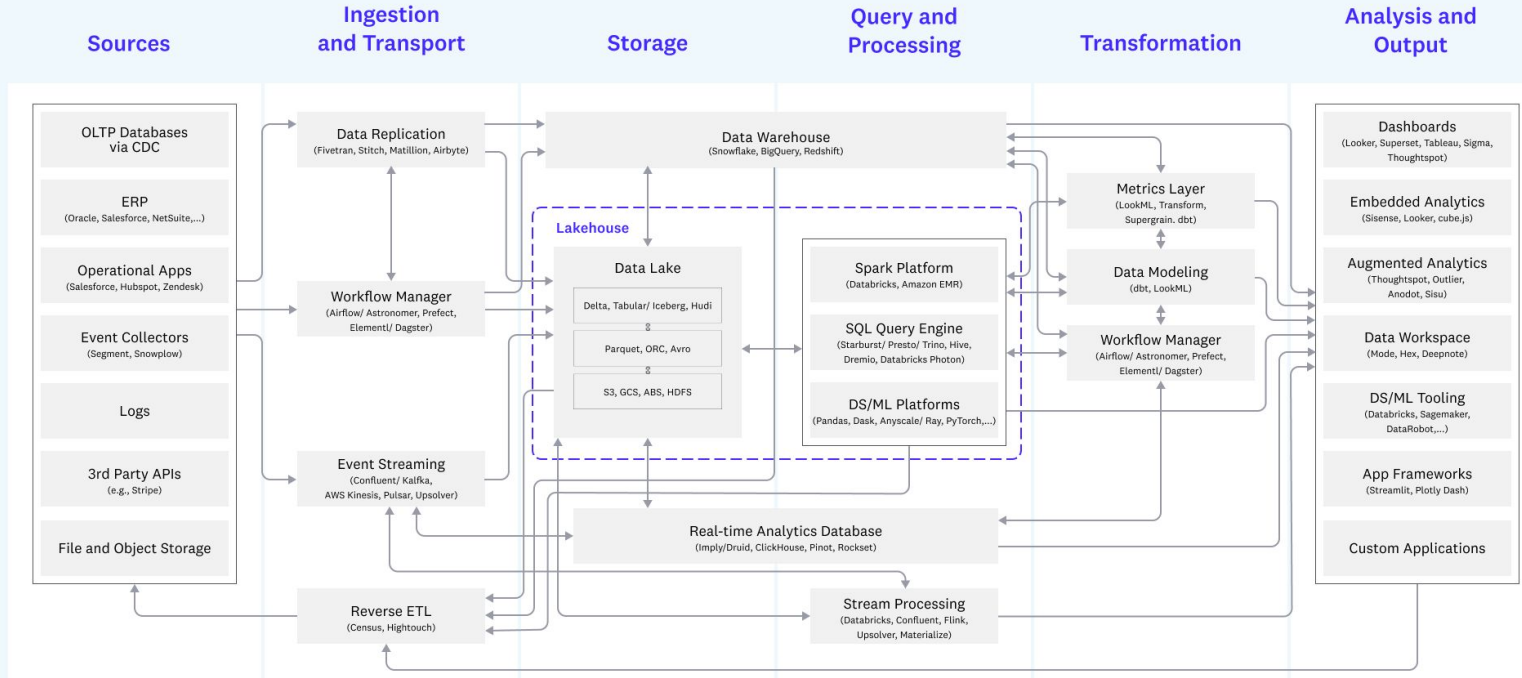 Sources
Ingestion
and Transport
Storage
Query and
Processing
Transformation
Analysis and
Output
OLTP Databases
via CDC
ERP
(Oracle, Salesforce, NetSuite,...)
Operational Apps
(Salesforce, Hubspot, Zendesk)
Event Collectors
(Segment, Snowplow)
Logs
3rd Party APIs
(e.g., Stripe)
File and Object Storage
Data Replication
(Fivetran, Stitch, Matillion, Airbyte)
Workflow Manager
(Airflow/ Astronomer, Prefect,
Elementl/ Dagster)
Event Streaming
(Confluent/ Kalfka,
AWS Kinesis, Pulsar, Upsolver)
Reverse ETL
(Census, Hightouch)
Data Warehouse
(Snowflake, BigQuery, Redshift)
Lakehouse
Data Lake
Delta, Tabular/ Iceberg, Hudi
Parquet, ORC, Avro
S3, GCS, ABS, HDFS
Spark Platform
(Databricks, Amazon EMR)
SQL Query Engine
(Starburst/ Presto/ Trino, Hive,
Dremio, Databricks Photon)
DS/ML Platforms
(Pandas, Dask, Anyscale/ Ray, PyTorch,...)
Real-time Analytics Database
(Imply/Druid, ClickHouse, Pinot, Rockset)
Stream Processing
(Databricks, Confluent, Flink,
Upsolver, Materialize)
Metrics Layer
(LookML, Transform,
Supergrain. dbt)
Data Modeling
(dbt, LookML)
Workflow Manager
(Airflow/ Astronomer, Prefect,
Elementl/ Dagster)
Dashboards
(Looker, Superset, Tableau, Sigma,
Thoughtspot)
Embedded Analytics
(Sisense, Looker, cube.js)
Augmented Analytics
(Thoughtspot, Outlier,
Anodot, Sisu)
Data Workspace
(Mode, Hex, Deepnote)
DS/ML Tooling
(Databricks, Sagemaker,
DataRobot,...)
App Frameworks
(Streamlit, Plotly Dash)
Custom Applications